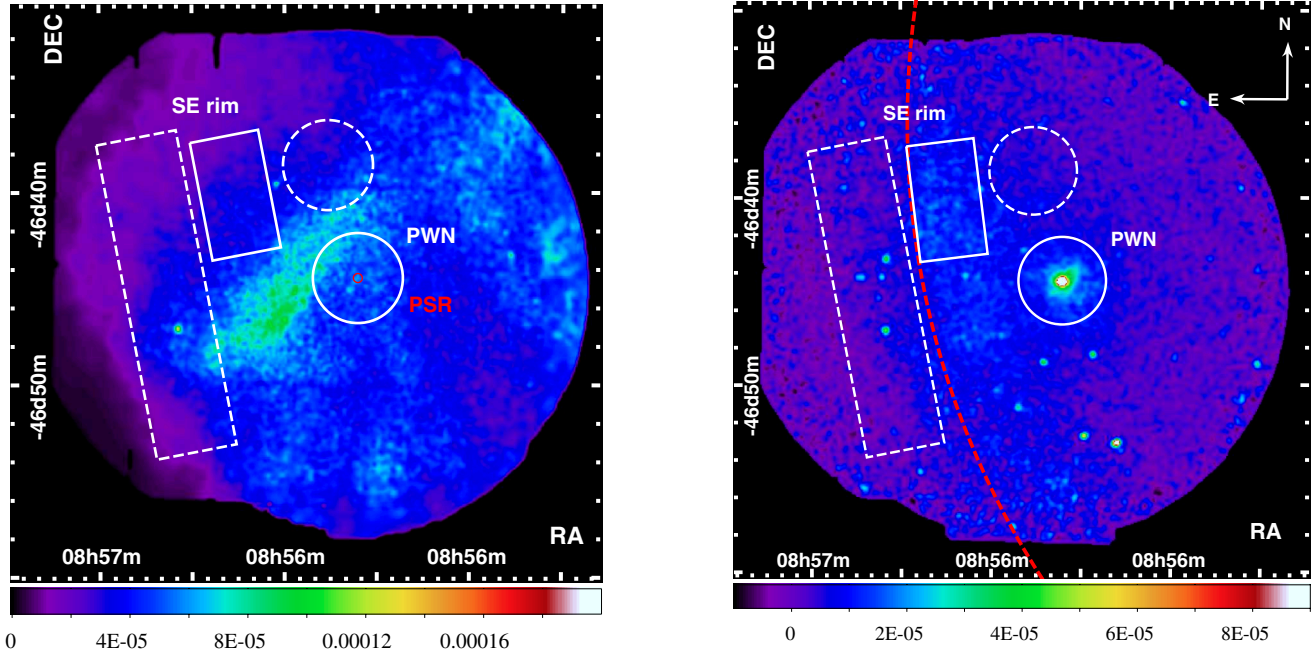 DEC
SE rim
-46d40m
PWN
PSR
-46d50m
RA
08h57m
08h56m
08h56m
0
4E-05
8E-05
0.00012
0.00016
DEC
N
E
SE rim
-46d40m
PWN
-46d50m
RA
08h57m
08h56m
08h56m
0
2E-05
4E-05
6E-05
8E-05